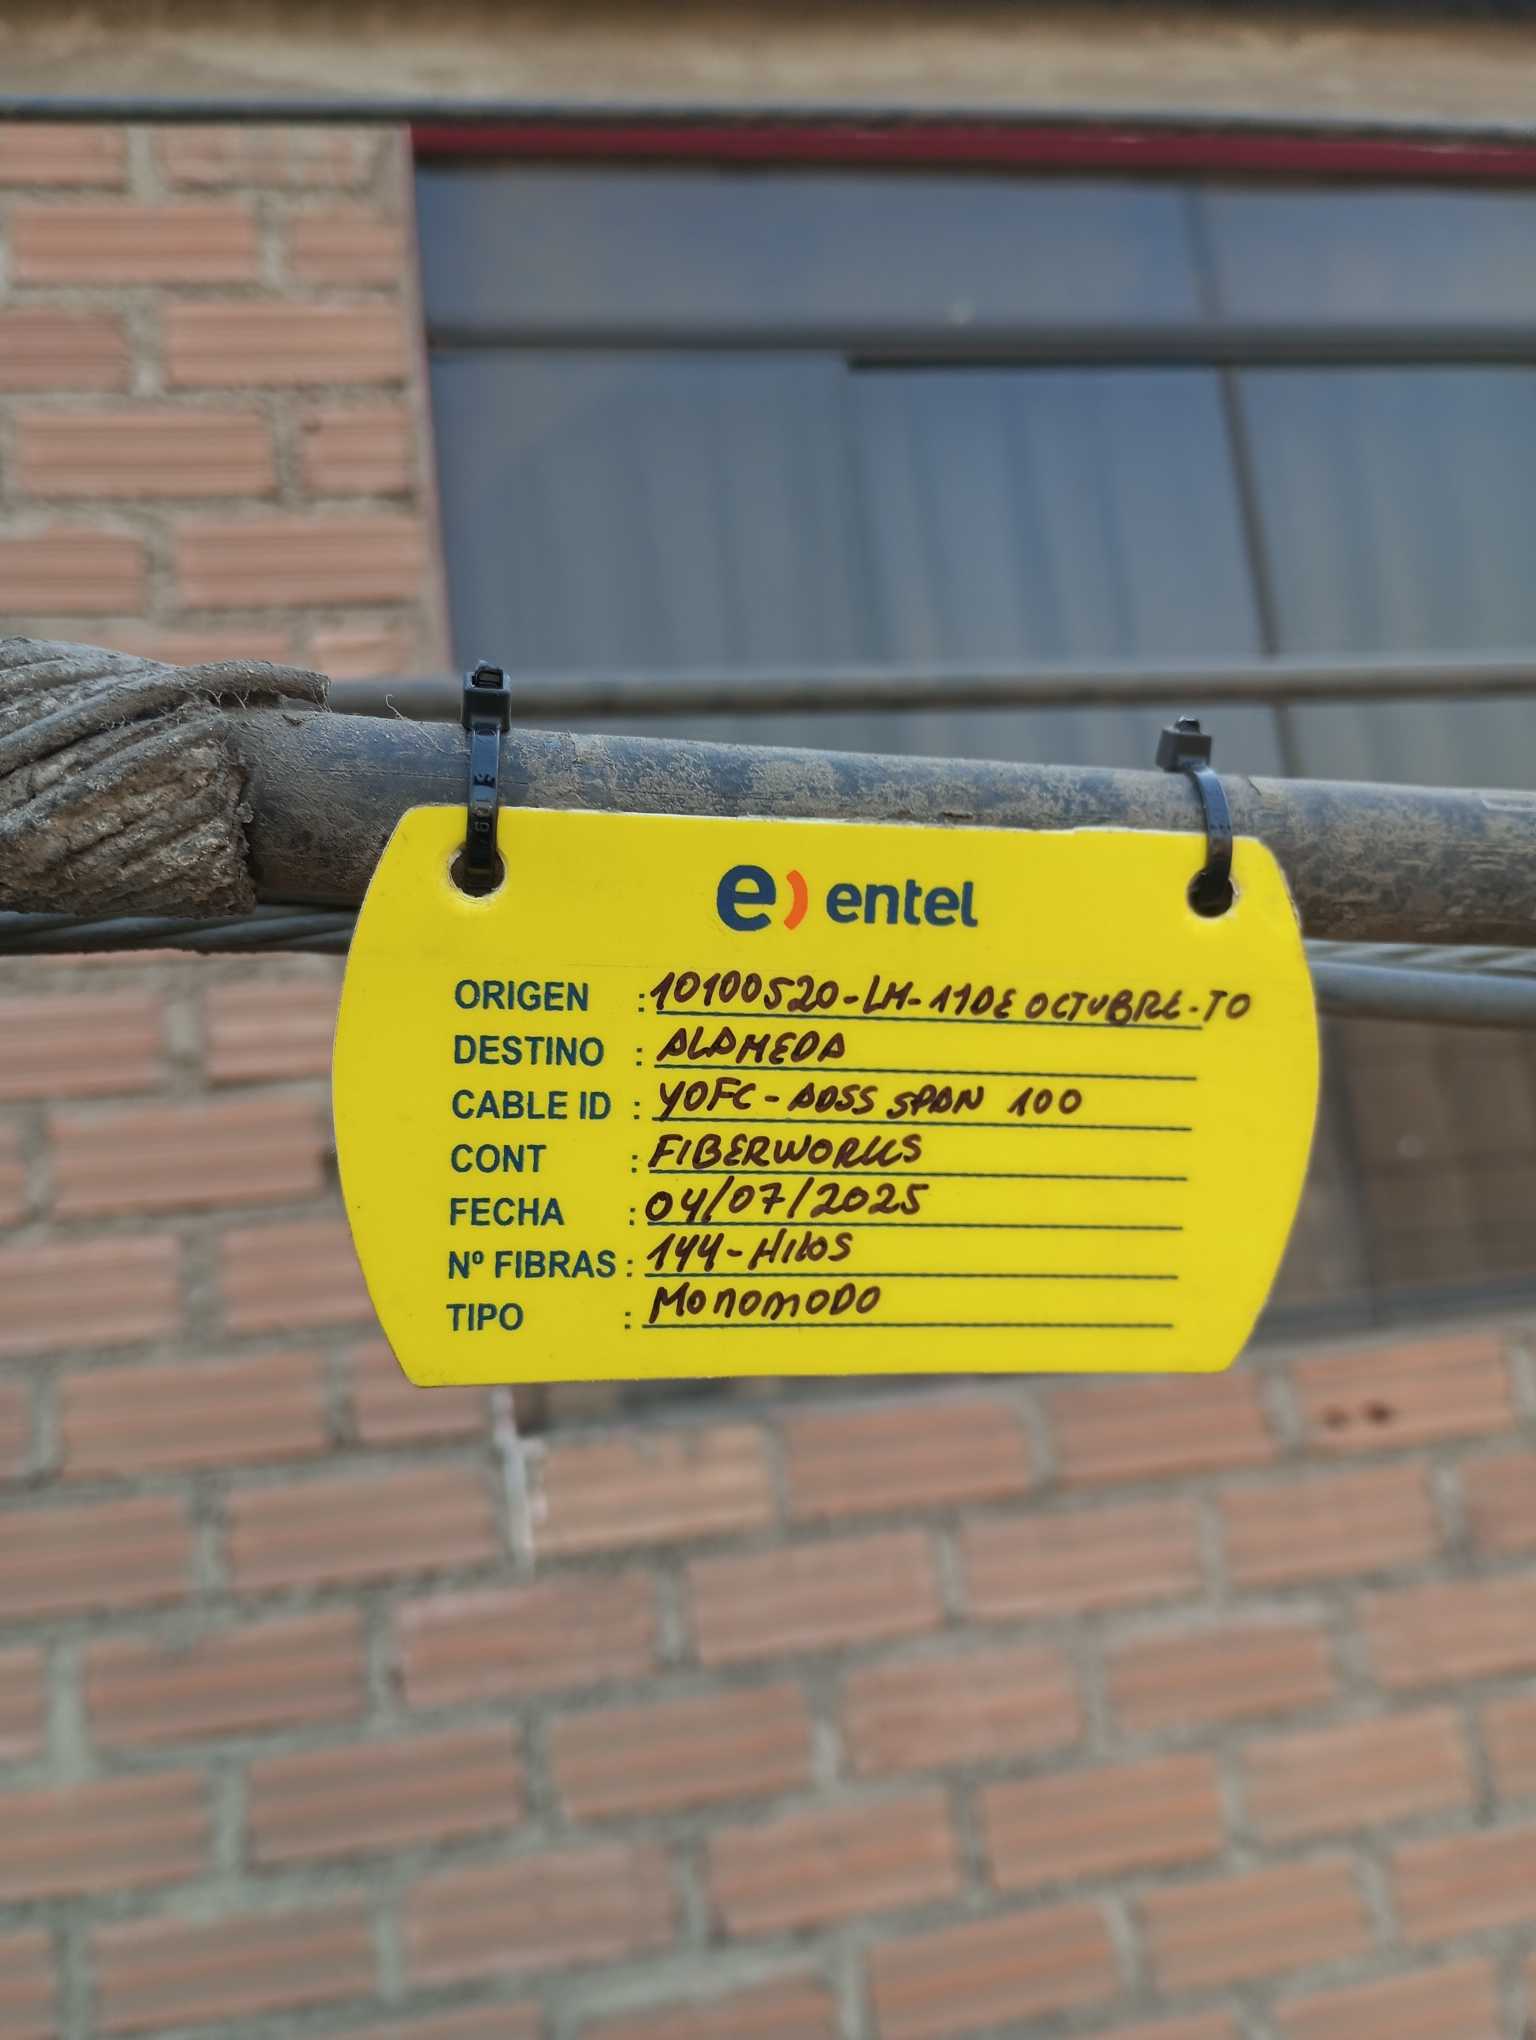 e) entel
ORIGEN : 10100520-LM-11DE OCTUBRE-TO
DESTINO : ALAMEDA
CABLE ID : YOFC-ADSS SPAN 100
CONT : FIBERWORKS
FECHA : 04/07/2025
Nº FIBRAS : 144-Hilos
TIPO : MONOMODO